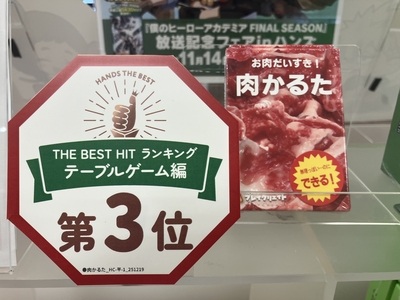 『僕のヒーローアカデミア FINAL SEASON』
放送記念フェアinハンズ
11月14
HANDS THE BEST
THE BEST HIT ランキング
テーブルゲーム編
第3位
●肉かるた_HC-平-1_251219
お肉だいすき!
肉かるた
できる!